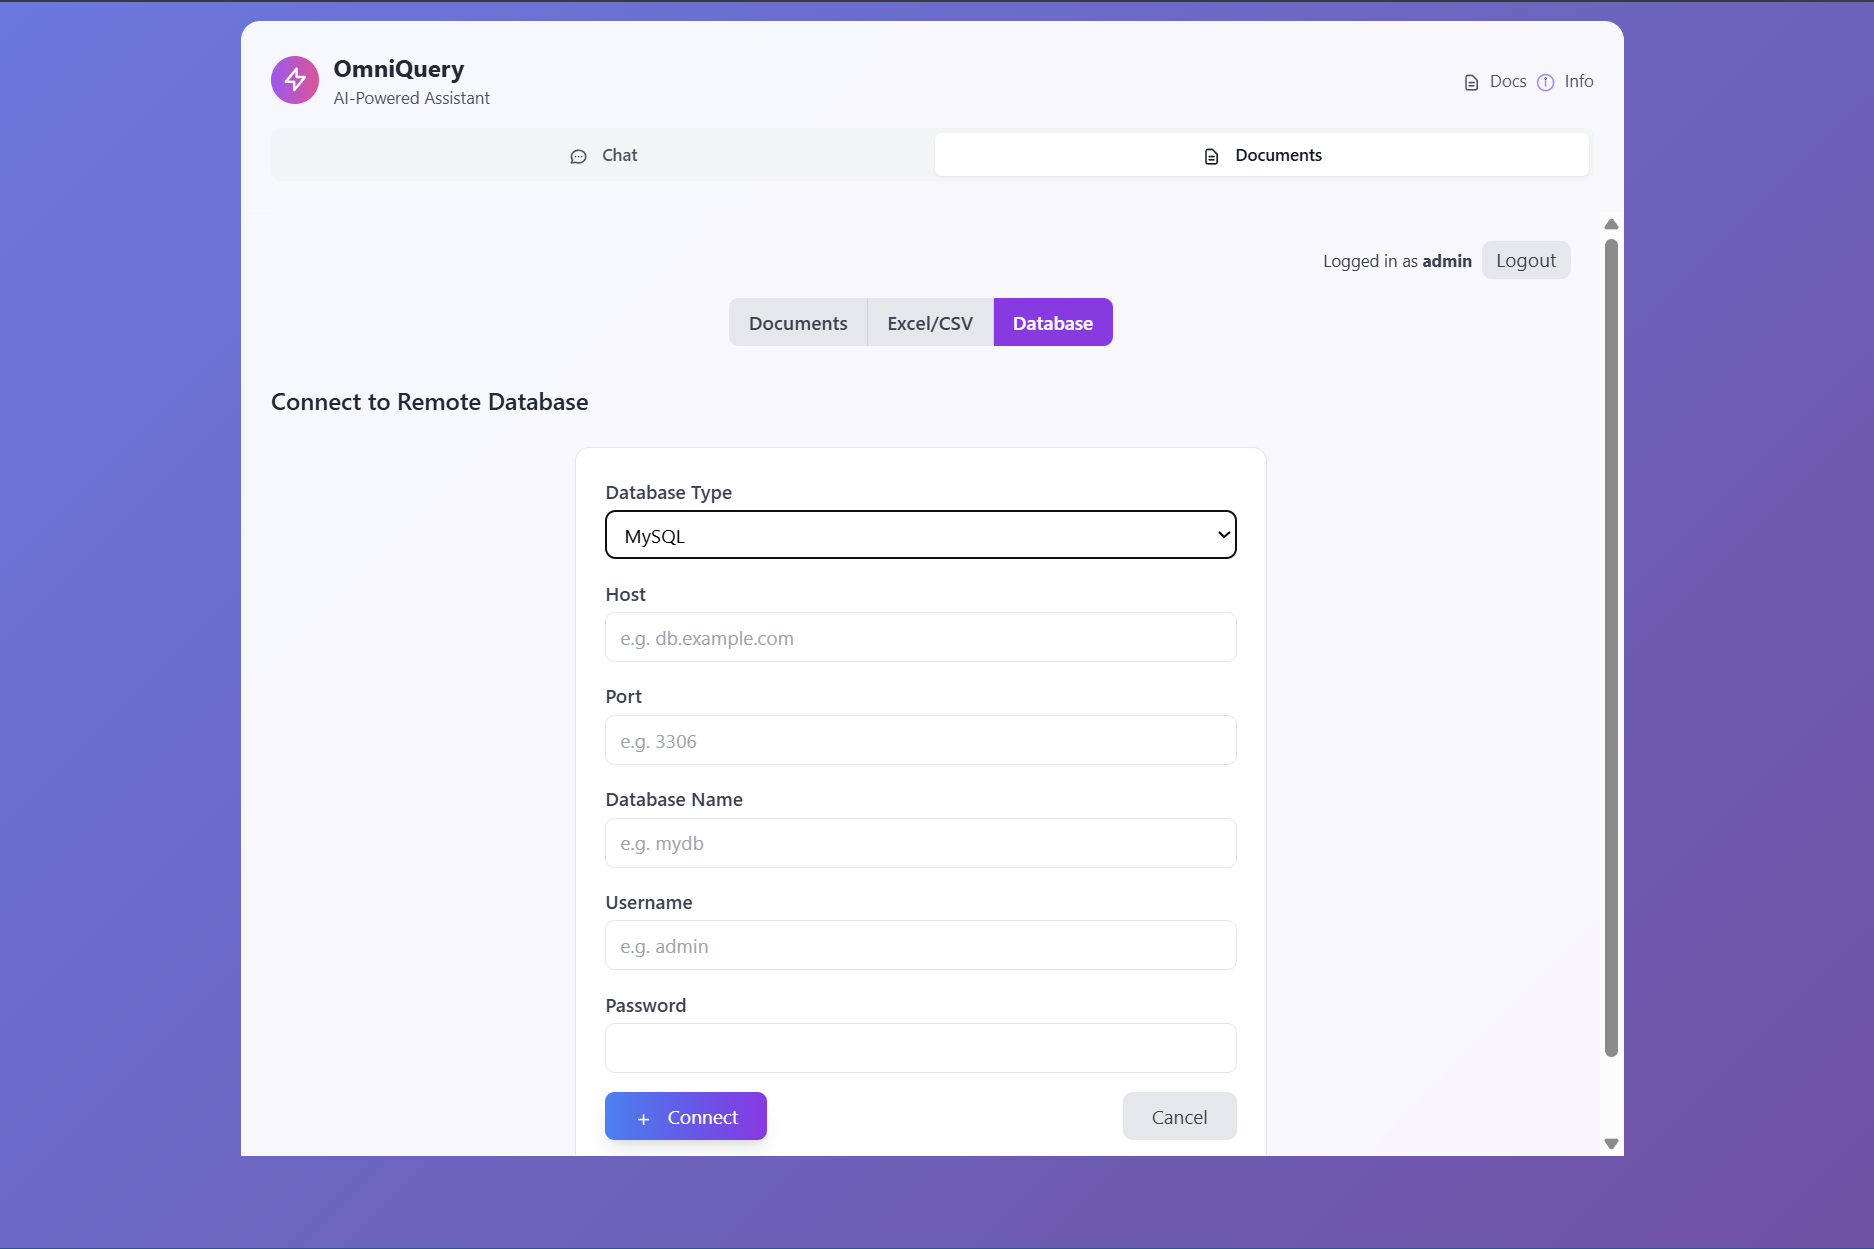 OmniQuery
AI-Powered Assistant
Docs
Info
Chat
Documents
Logged in as admin
Logout
Documents
Excel/CSV
Database
Connect to Remote Database
Database Type
MySQL
Host
e.g. db.example.com
Port
e.g. 3306
Database Name
e.g. mydb
Username
e.g. admin
Password
+ Connect
Cancel